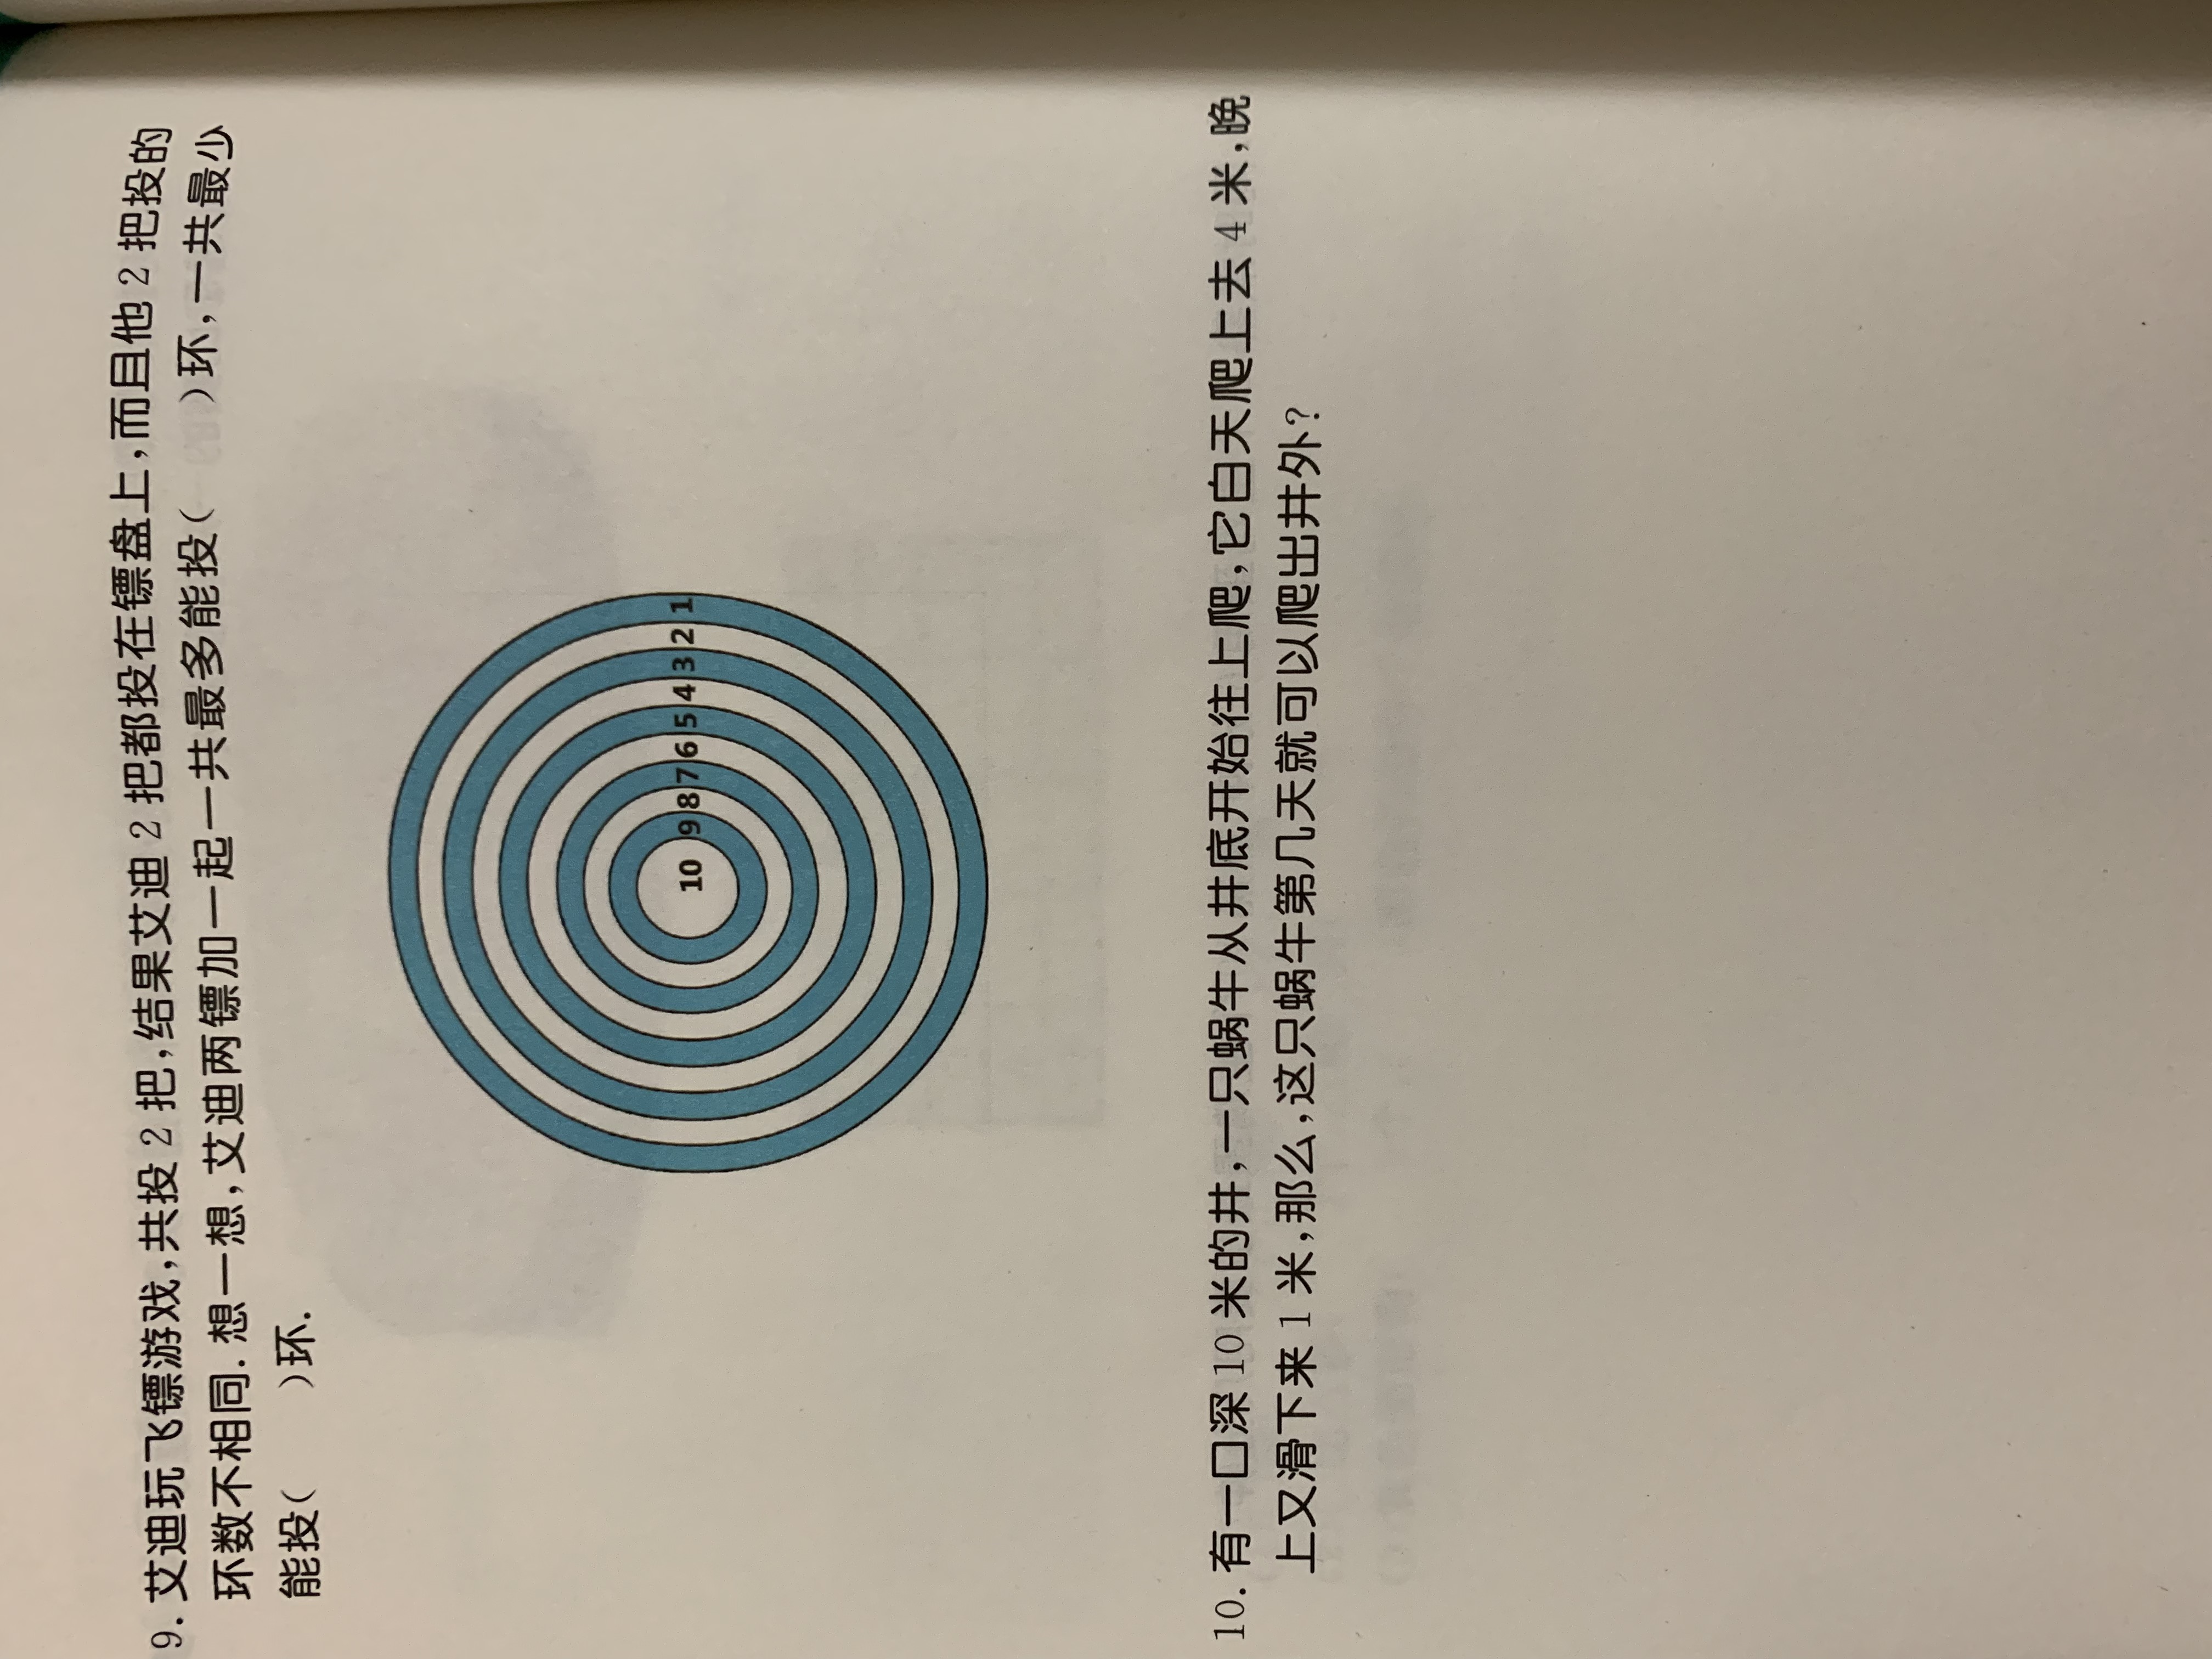 9. 艾迪玩飞镖游戏,共投 2 把,结果艾迪 2 把都投在镖盘上,而且他 2 把投的
环数不相同. 想一想,艾迪两镖加一起一共最多能投(　　)环,一共最少
能投(　　)环.
10 9 8 7 6 5 4 3 2 1
10. 有一口深 10 米的井,一只蜗牛从井底开始往上爬,它白天爬上去 4 米,晚
上又滑下来 1 米,那么,这只蜗牛第几天就可以爬出井外?